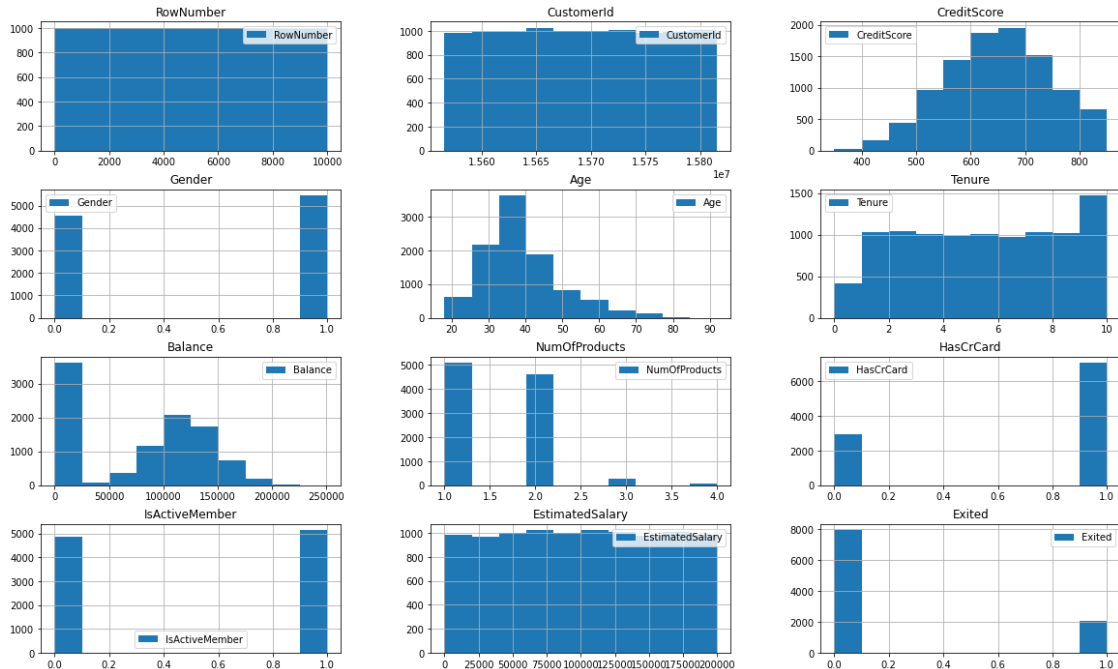 RowNumber CustomerId CreditScore
1000 800 600 400 200 0
RowNumber
0 2000 4000 6000 8000 10000
1000 800 600 400 200 0
CustomerId
1.560 1.565 1.570 1.575 1.580
1e7
2000 1500 1000 500 0
CreditScore
400 500 600 700 800
Gender Age Tenure
5000 4000 3000 2000 1000 0
Gender
0.0 0.2 0.4 0.6 0.8 1.0
3000 2000 1000 0
Age
20 30 40 50 60 70 80 90
1500 1000 500 0
Tenure
0 2 4 6 8 10
Balance NumOfProducts HasCrCard
3000 2000 1000 0
Balance
0 50000 100000 150000 200000 250000
5000 4000 3000 2000 1000 0
NumOfProducts
1.0 1.5 2.0 2.5 3.0 3.5 4.0
6000 4000 2000 0
HasCrCard
0.0 0.2 0.4 0.6 0.8 1.0
IsActiveMember EstimatedSalary Exited
5000 4000 3000 2000 1000 0
IsActiveMember
0.0 0.2 0.4 0.6 0.8 1.0
1000 800 600 400 200 0
EstimatedSalary
0 25000 50000 75000 100000 125000 150000 175000 200000
8000 6000 4000 2000 0
Exited
0.0 0.2 0.4 0.6 0.8 1.0